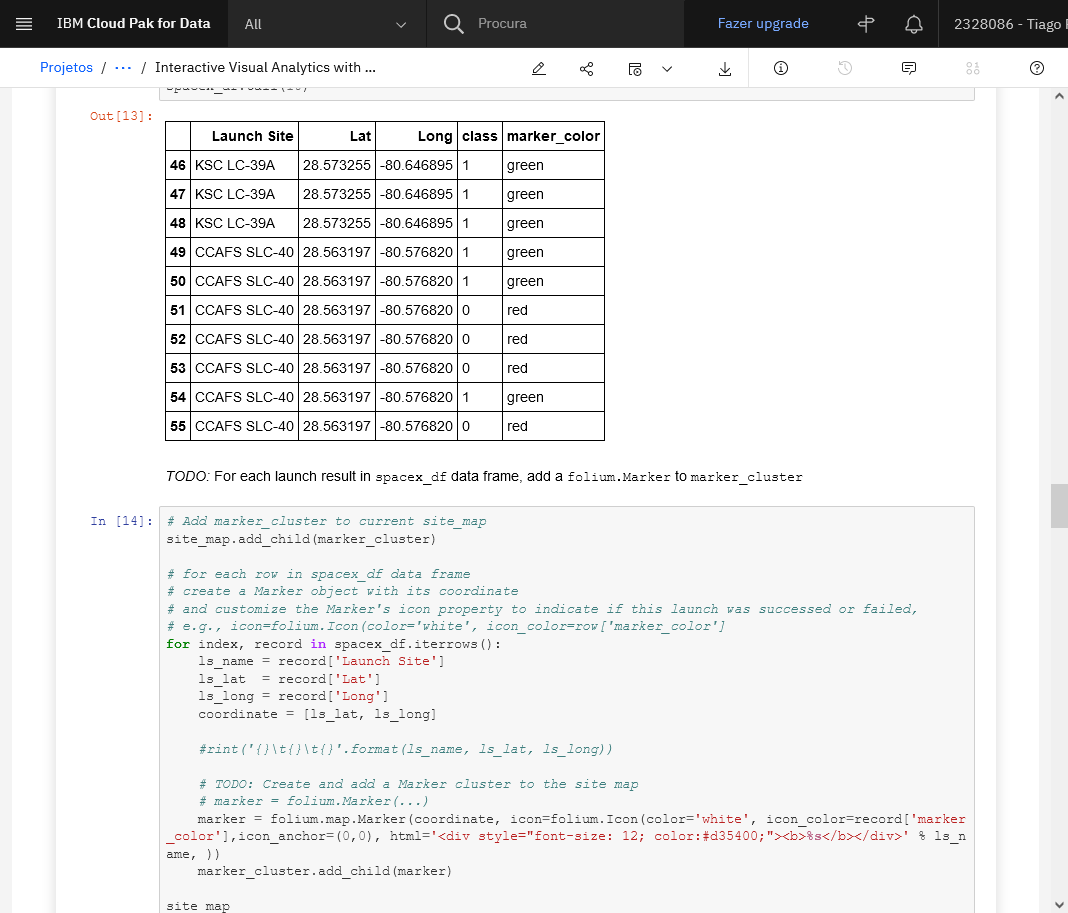 IBM Cloud Pak for Data All Procura Fazer upgrade 2328086 - Tiago
Projetos / ... / Interactive Visual Analytics with ...
Out[13]:
Launch Site Lat Long class marker_color
46 KSC LC-39A 28.573255 -80.646895 1 green
47 KSC LC-39A 28.573255 -80.646895 1 green
48 KSC LC-39A 28.573255 -80.646895 1 green
49 CCAFS SLC-40 28.563197 -80.576820 1 green
50 CCAFS SLC-40 28.563197 -80.576820 1 green
51 CCAFS SLC-40 28.563197 -80.576820 0 red
52 CCAFS SLC-40 28.563197 -80.576820 0 red
53 CCAFS SLC-40 28.563197 -80.576820 0 red
54 CCAFS SLC-40 28.563197 -80.576820 1 green
55 CCAFS SLC-40 28.563197 -80.576820 0 red
TODO: For each launch result in spacex_df data frame, add a folium.Marker to marker_cluster
In [14]: # Add marker_cluster to current site_map
site_map.add_child(marker_cluster)
# for each row in spacex_df data frame
# create a Marker object with its coordinate
# and customize the Marker's icon property to indicate if this launch was successed or failed,
# e.g., icon=folium.Icon(color='white', icon_color=row['marker_color']
for index, record in spacex_df.iterrows():
ls_name = record['Launch Site']
ls_lat  = record['Lat']
ls_long = record['Long']
coordinate = [ls_lat, ls_long]
#rint('{}\t{}\t{}'.format(ls_name, ls_lat, ls_long))
# TODO: Create and add a Marker cluster to the site map
# marker = folium.Marker(...)
marker = folium.map.Marker(coordinate, icon=folium.Icon(color='white', icon_color=record['marker
_color'],icon_anchor=(0,0), html='<div style="font-size: 12; color:#d35400;"><b>%s</b></div>' % ls_n
ame, ))
marker_cluster.add_child(marker)
site_map